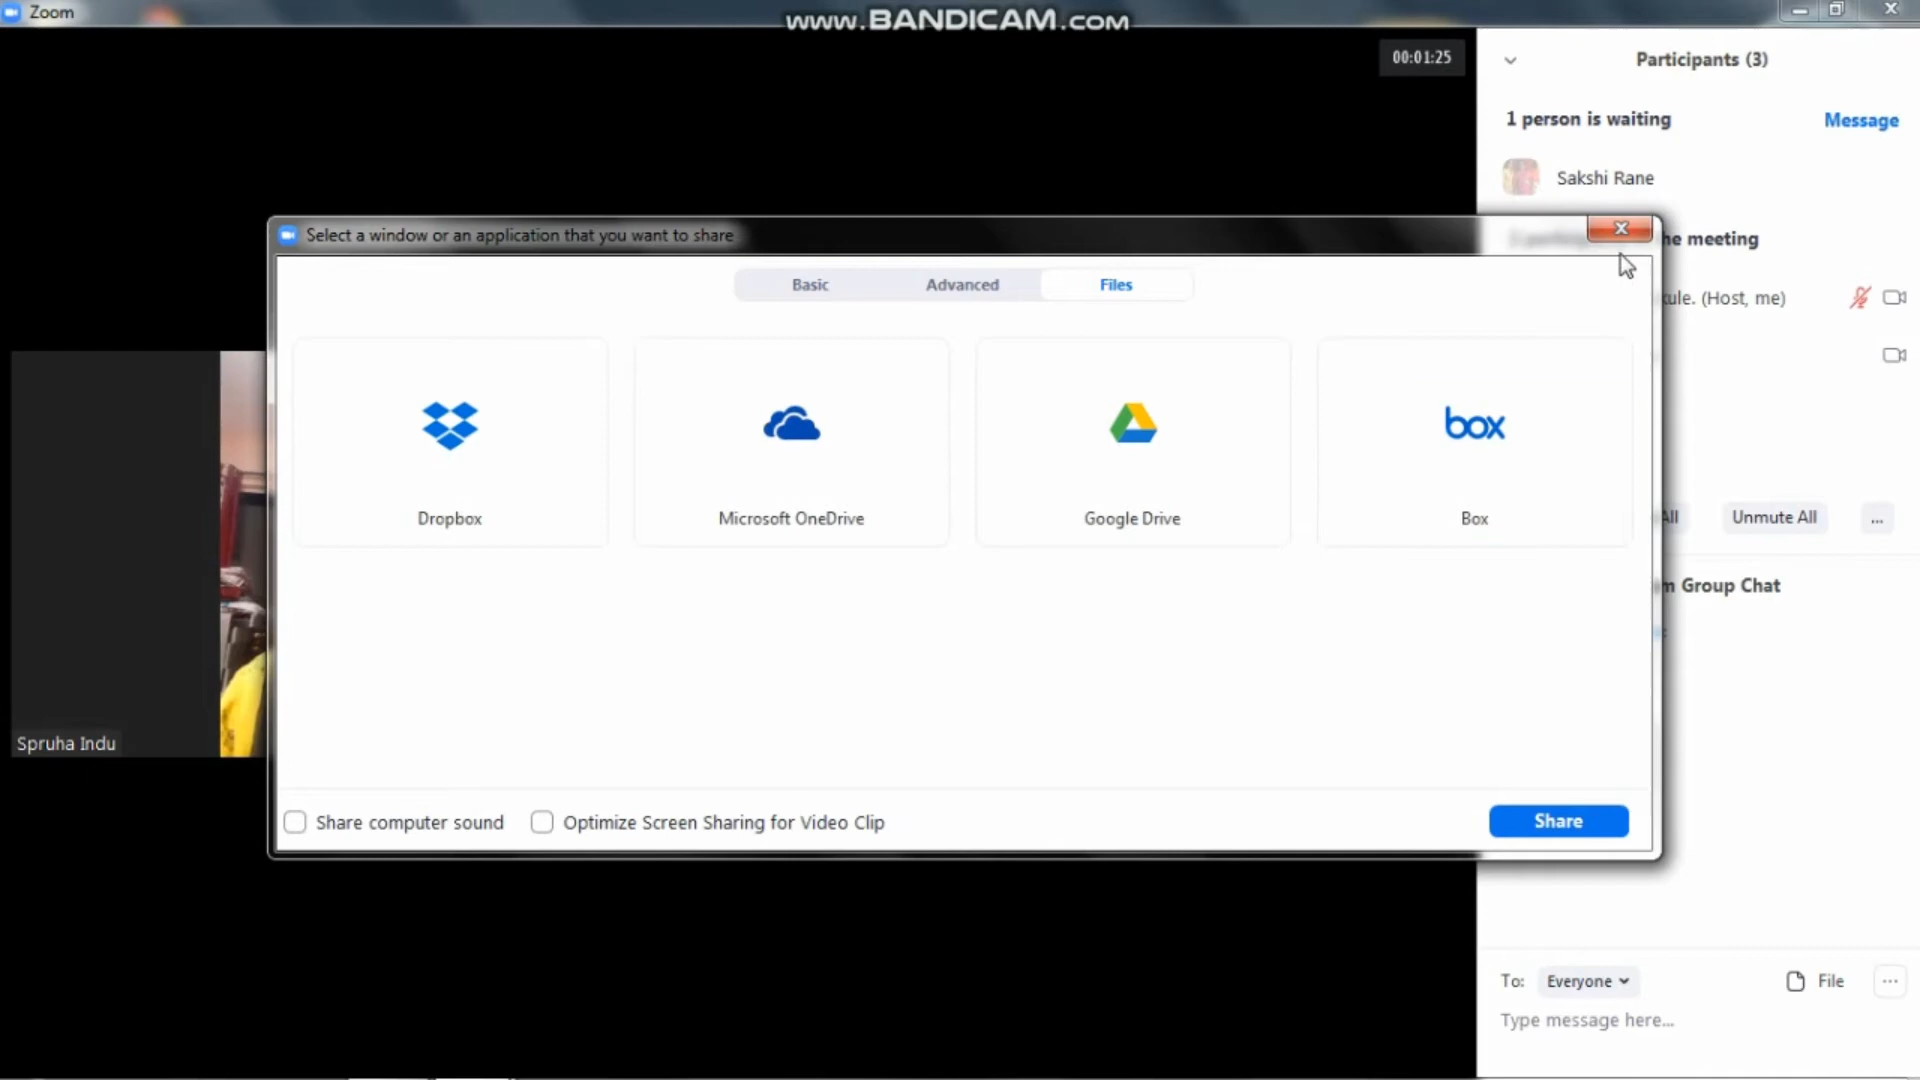 Zoom
www.BANDICAM.com
00:01:25
Participants (3)
1 person is waiting
Message
Sakshi Rane
Select a window or an application that you want to share
he meeting
Basic
Advanced
Files
kule. (Host, me)
box
Dropbox
Microsoft OneDrive
Google Drive
Box
All
Unmute All
...
m Group Chat
Spruha Indu
Share computer sound
Optimize Screen Sharing for Video Clip
Share
To:
Everyone
File
...
Type message here...